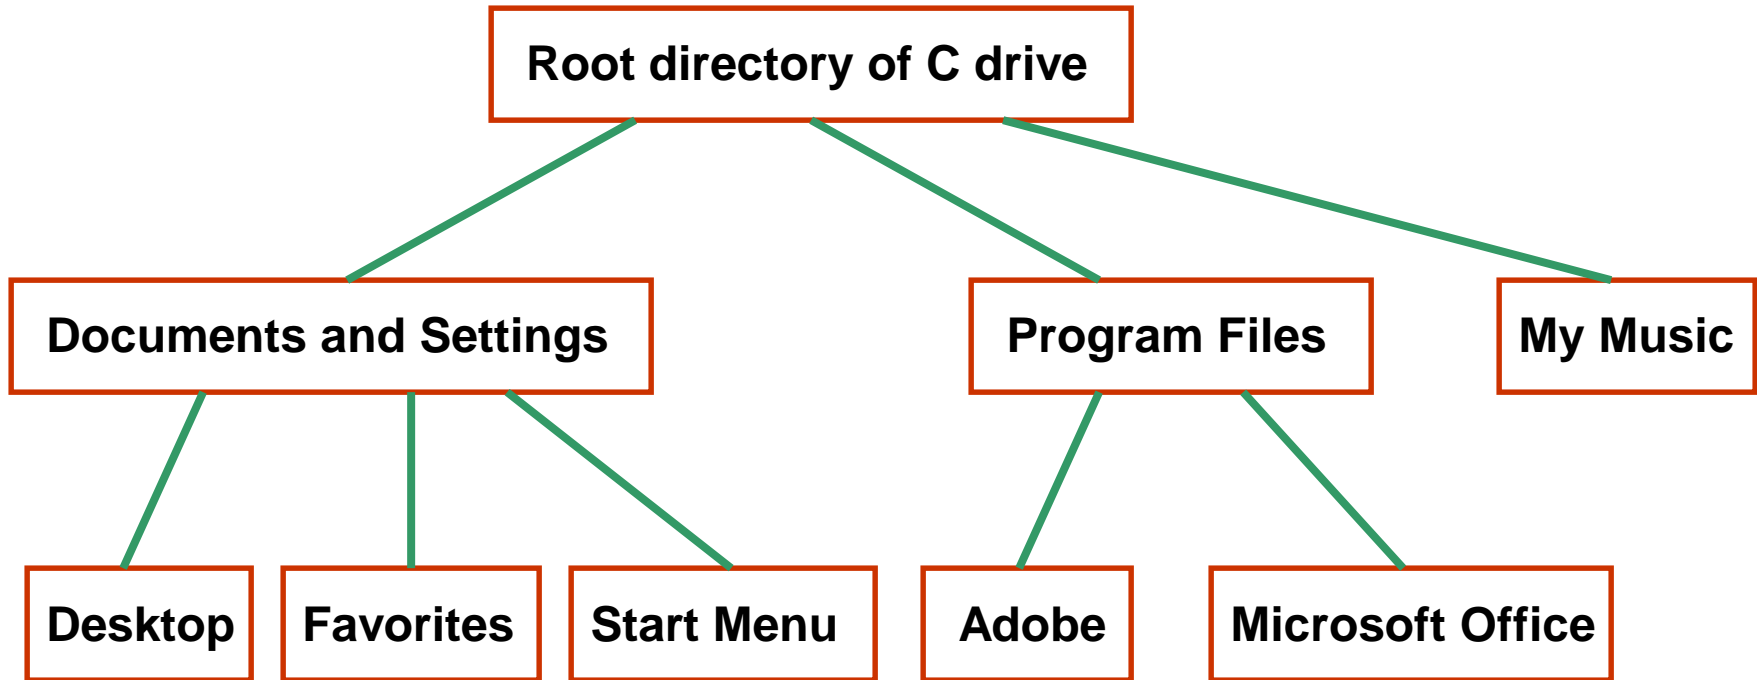 Root directory of C drive
Documents and Settings
Program Files
My Music
Desktop
Favorites
Start Menu
Adobe
Microsoft Office